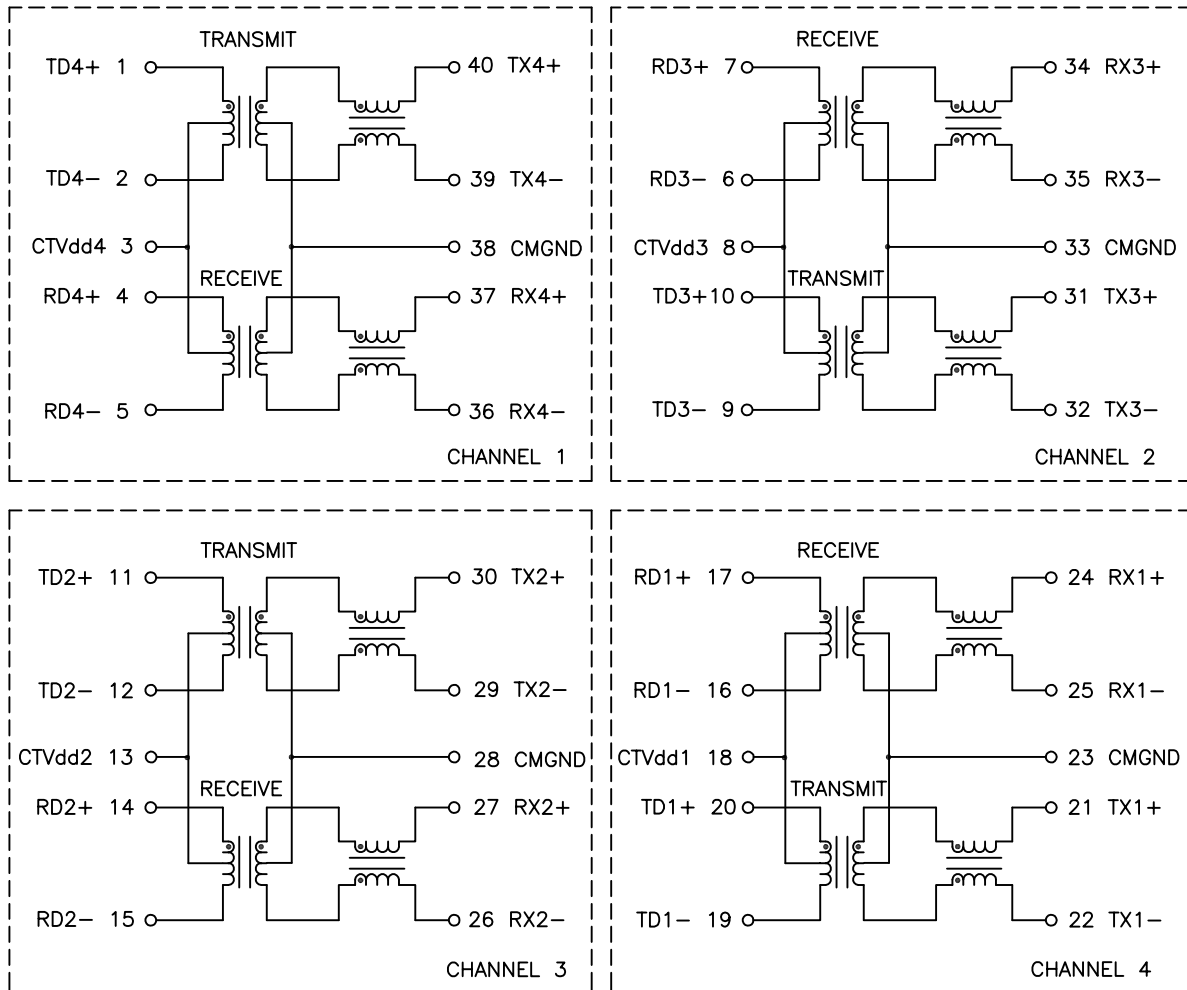 TRANSMIT
TD4+ 1
40 TX4+
TD4− 2
39 TX4−
CTVdd4 3
38 CMGND
RECEIVE
RD4+ 4
37 RX4+
RD4− 5
36 RX4−
CHANNEL 1
RECEIVE
RD3+ 7
34 RX3+
RD3− 6
35 RX3−
CTVdd3 8
33 CMGND
TRANSMIT
TD3+ 10
31 TX3+
TD3− 9
32 TX3−
CHANNEL 2
TRANSMIT
TD2+ 11
30 TX2+
TD2− 12
29 TX2−
CTVdd2 13
28 CMGND
RECEIVE
RD2+ 14
27 RX2+
RD2− 15
26 RX2−
CHANNEL 3
RECEIVE
RD1+ 17
24 RX1+
RD1− 16
25 RX1−
CTVdd1 18
23 CMGND
TRANSMIT
TD1+ 20
21 TX1+
TD1− 19
22 TX1−
CHANNEL 4